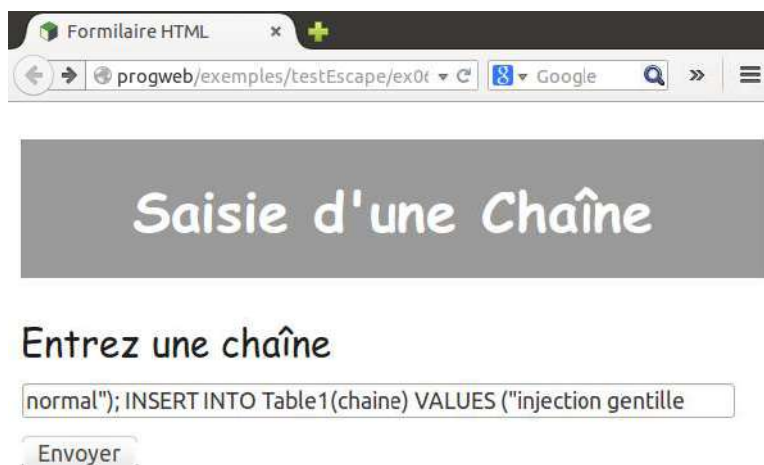 Formilaire HTML
progweb/exemples/testEscape/ex06
Google
Saisie d'une Chaîne
Entrez une chaîne
normal"); INSERT INTO Table1(chaine) VALUES ("injection gentille
Envoyer